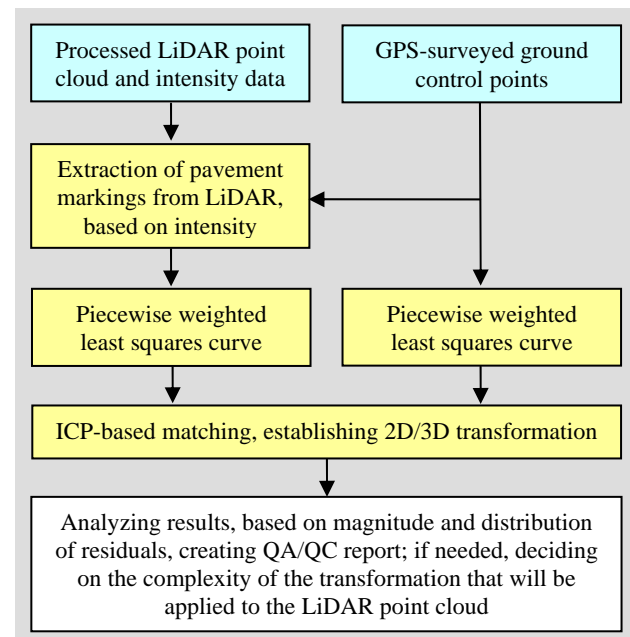 Processed LiDAR point
cloud and intensity data
GPS-surveyed ground
control points
Extraction of pavement
markings from LiDAR,
based on intensity
Piecewise weighted
least squares curve
Piecewise weighted
least squares curve
ICP-based matching, establishing 2D/3D transformation
Analyzing results, based on magnitude and distribution
of residuals, creating QA/QC report; if needed, deciding
on the complexity of the transformation that will be
applied to the LiDAR point cloud